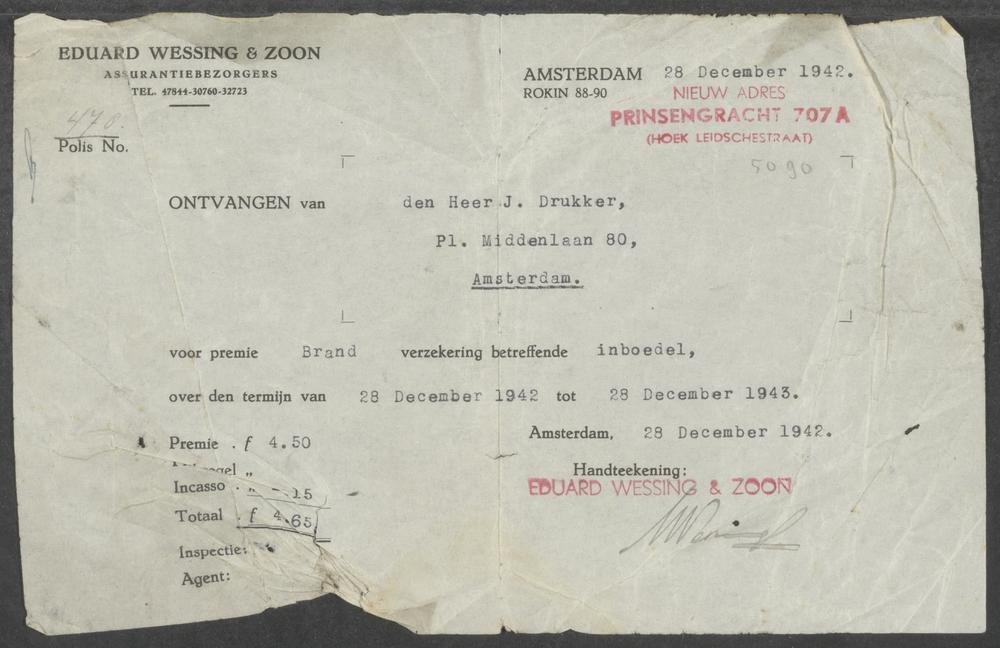 EDUARD WESSING & ZOON
ASSURANTIEBEZORGERS
TEL. 47844-30760-32723
AMSTERDAM 28 December 1942.
ROKIN 88-90
NIEUW ADRES
PRINSENGRACHT 707A
(HOEK LEIDSCHESTRAAT)
Polis No.
5090
ONTVANGEN van den Heer J. Drukker,
Pl. Middenlaan 80,
Amsterdam.
voor premie Brand verzekering betreffende inboedel,
over den termijn van 28 December 1942 tot 28 December 1943.
Amsterdam, 28 December 1942.
Premie . f 4.50
Handteekening:
EDUARD WESSING & ZOON
Incasso . „ 15
Totaal . f 4.65
Inspectie:
Agent: